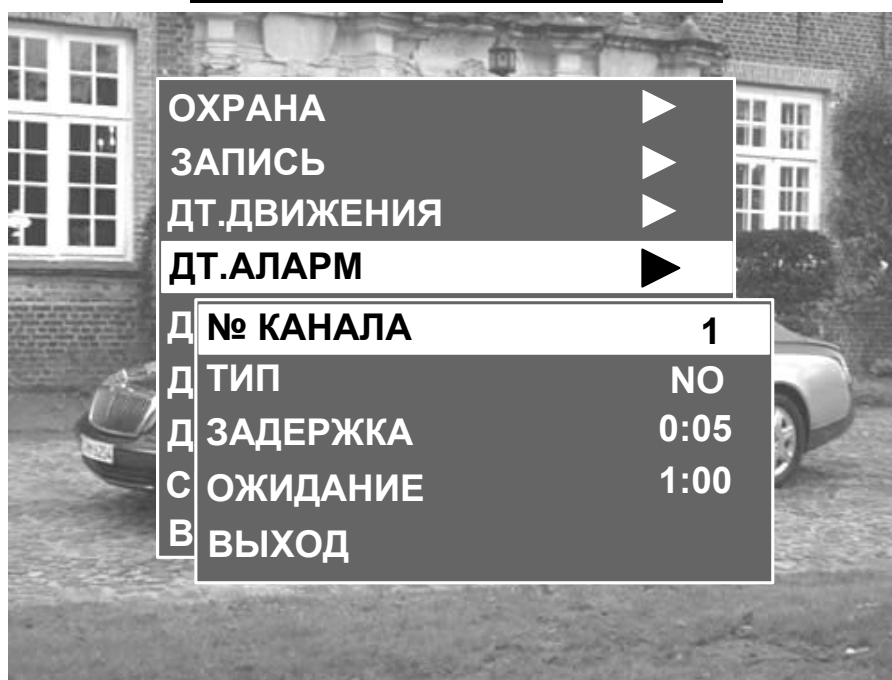 ОХРАНА
ЗАПИСЬ
ДТ.ДВИЖЕНИЯ
ДТ.АЛАРМ
Д
№ КАНАЛА 1
Д
ТИП NO
Д
ЗАДЕРЖКА 0:05
С
ОЖИДАНИЕ 1:00
В
ВЫХОД